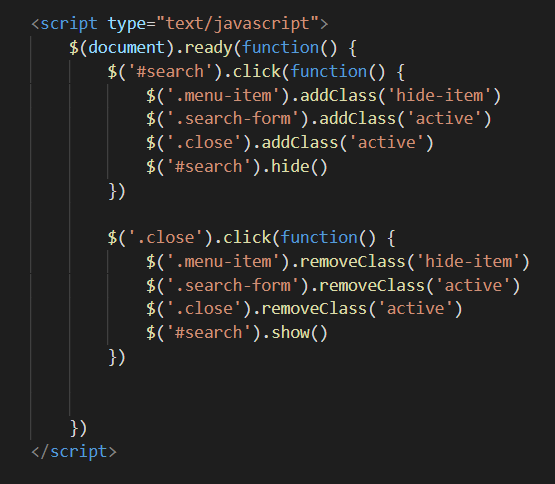 <script type="text/javascript">
$(document).ready(function() {
$('#search').click(function() {
$('.menu-item').addClass('hide-item')
$('.search-form').addClass('active')
$('.close').addClass('active')
$('#search').hide()
})
$('.close').click(function() {
$('.menu-item').removeClass('hide-item')
$('.search-form').removeClass('active')
$('.close').removeClass('active')
$('#search').show()
})
})
</script>